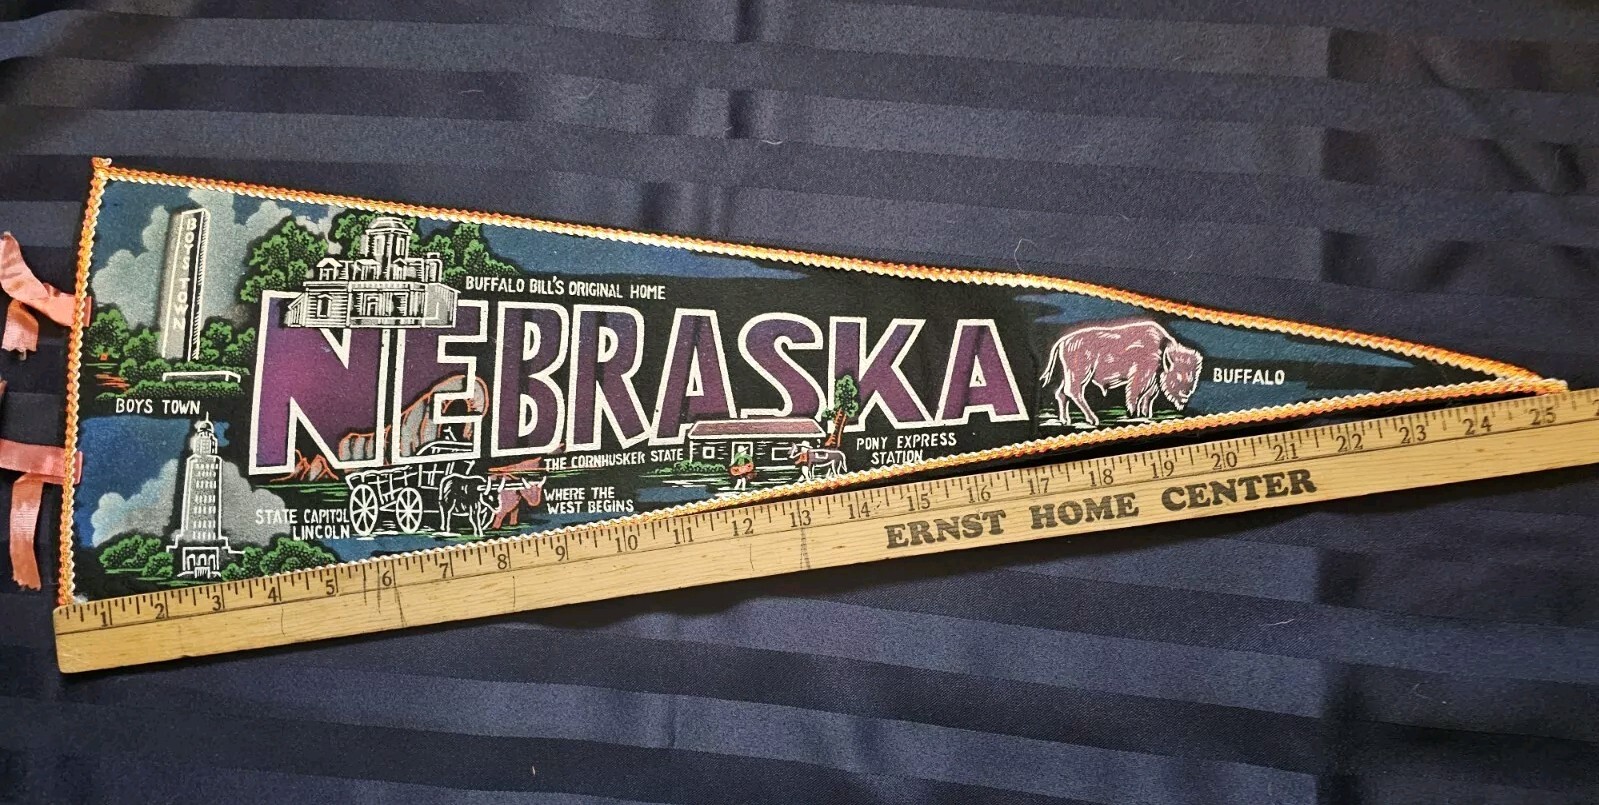 BOYS TOWN
BUFFALO BILL'S ORIGINAL HOME
NEBRASKA
BUFFALO
BOYS TOWN
THE CORNHUSKER STATE
PONY EXPRESS
STATION
WHERE THE
WEST BEGINS
STATE CAPITOL
LINCOLN
1 2 3 4 5 6 7 8 9 10 11 12 13 14 15 16 17 18 19 20 21 22 23 24 25
ERNST HOME CENTER